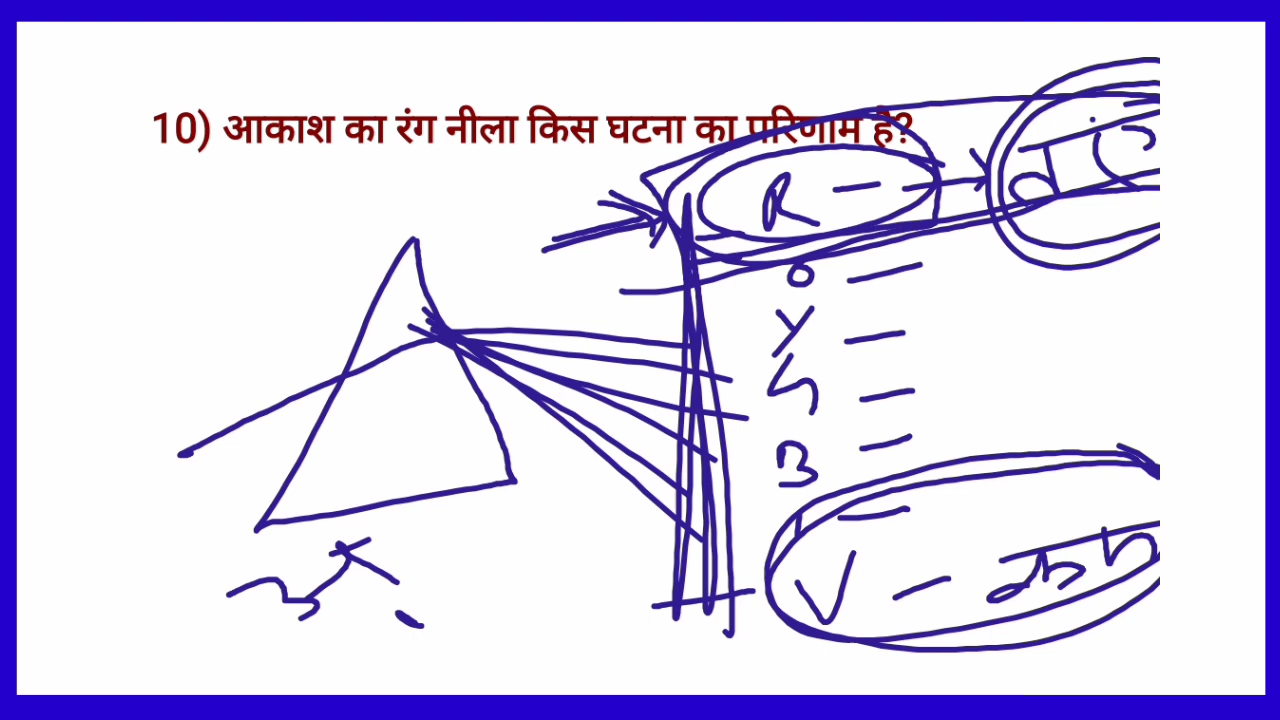 10) आकाश का रंग नीला किस घटना का परिणाम है?
R -
O -
Y -
G -
B -
I -
V -